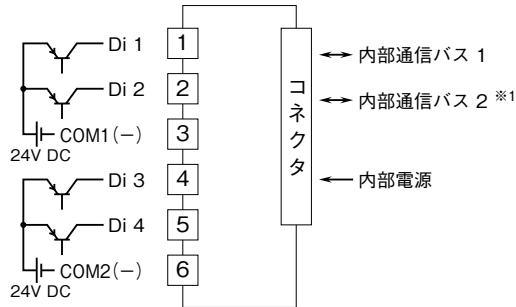 Di 1
1
Di 2
2
COM1(−)
3
24V DC
Di 3
4
Di 4
5
COM2(−)
6
24V DC
コネクタ
内部通信バス 1
内部通信バス 2 ※1
内部電源